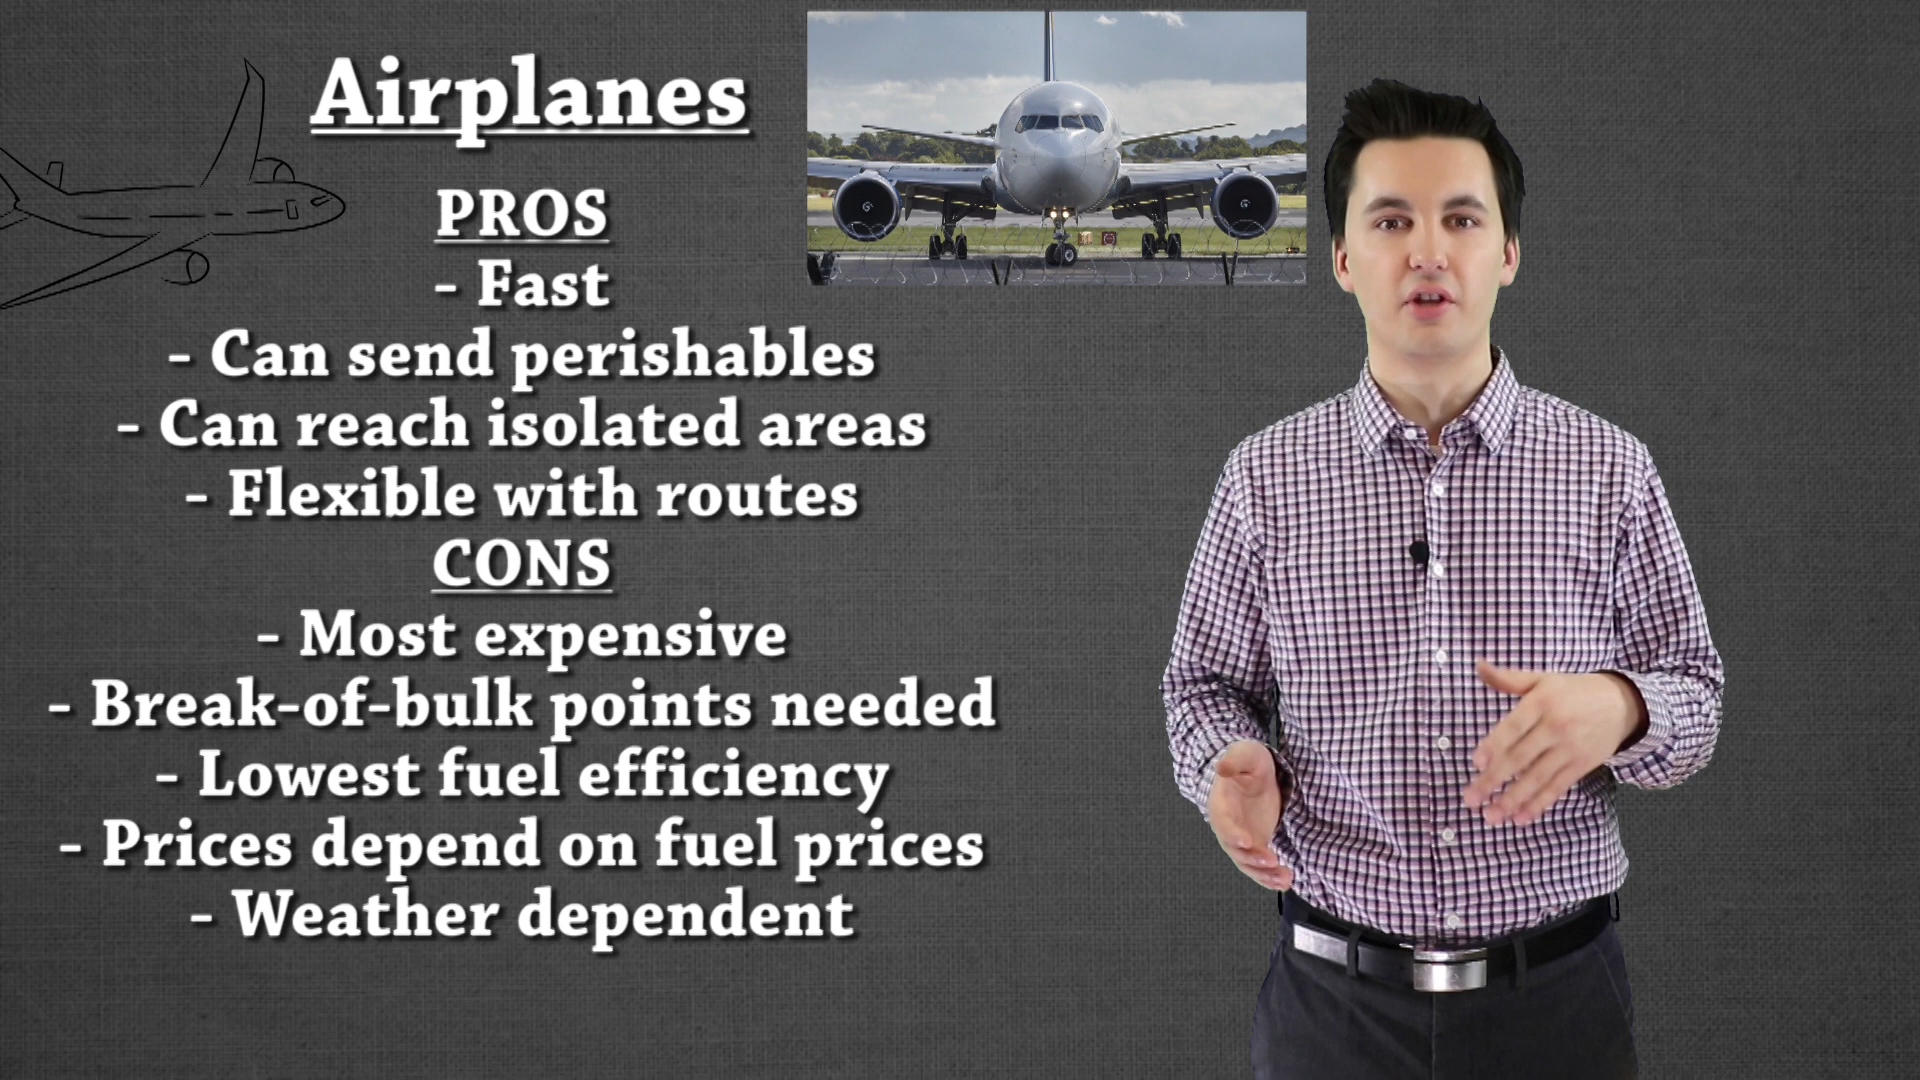 Airplanes
PROS
- Fast
- Can send perishables
- Can reach isolated areas
- Flexible with routes
CONS
- Most expensive
- Break-of-bulk points needed
- Lowest fuel efficiency
- Prices depend on fuel prices
- Weather dependent